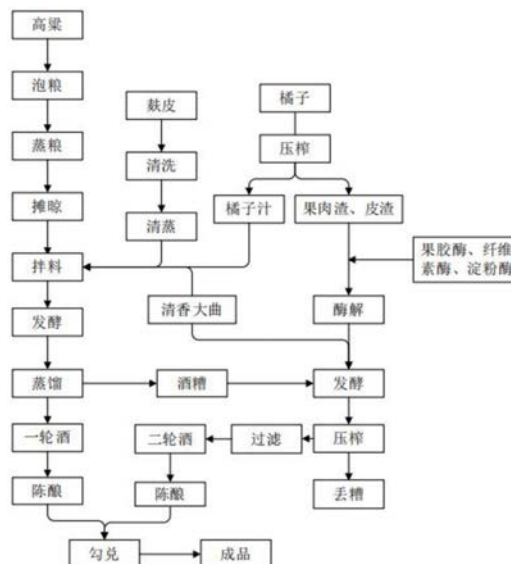 高粱
泡粮
蒸粮
摊晾
拌料
发酵
蒸馏
一轮酒
陈酿
麸皮
清洗
清蒸
橘子
压榨
橘子汁
果肉渣、皮渣
果胶酶、纤维
素酶、淀粉酶
清香大曲
酶解
酒糟
发酵
压榨
过滤
二轮酒
陈酿
丢糟
勾兑
成品